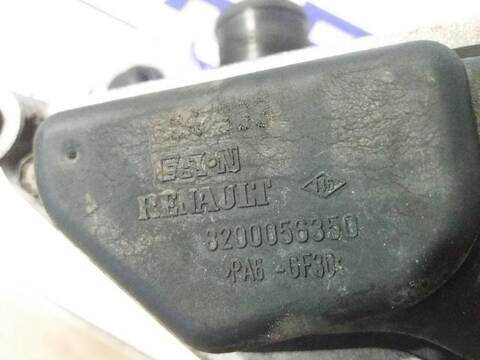 EATON
RENAULT
8200056350
>PA6 - GF30<